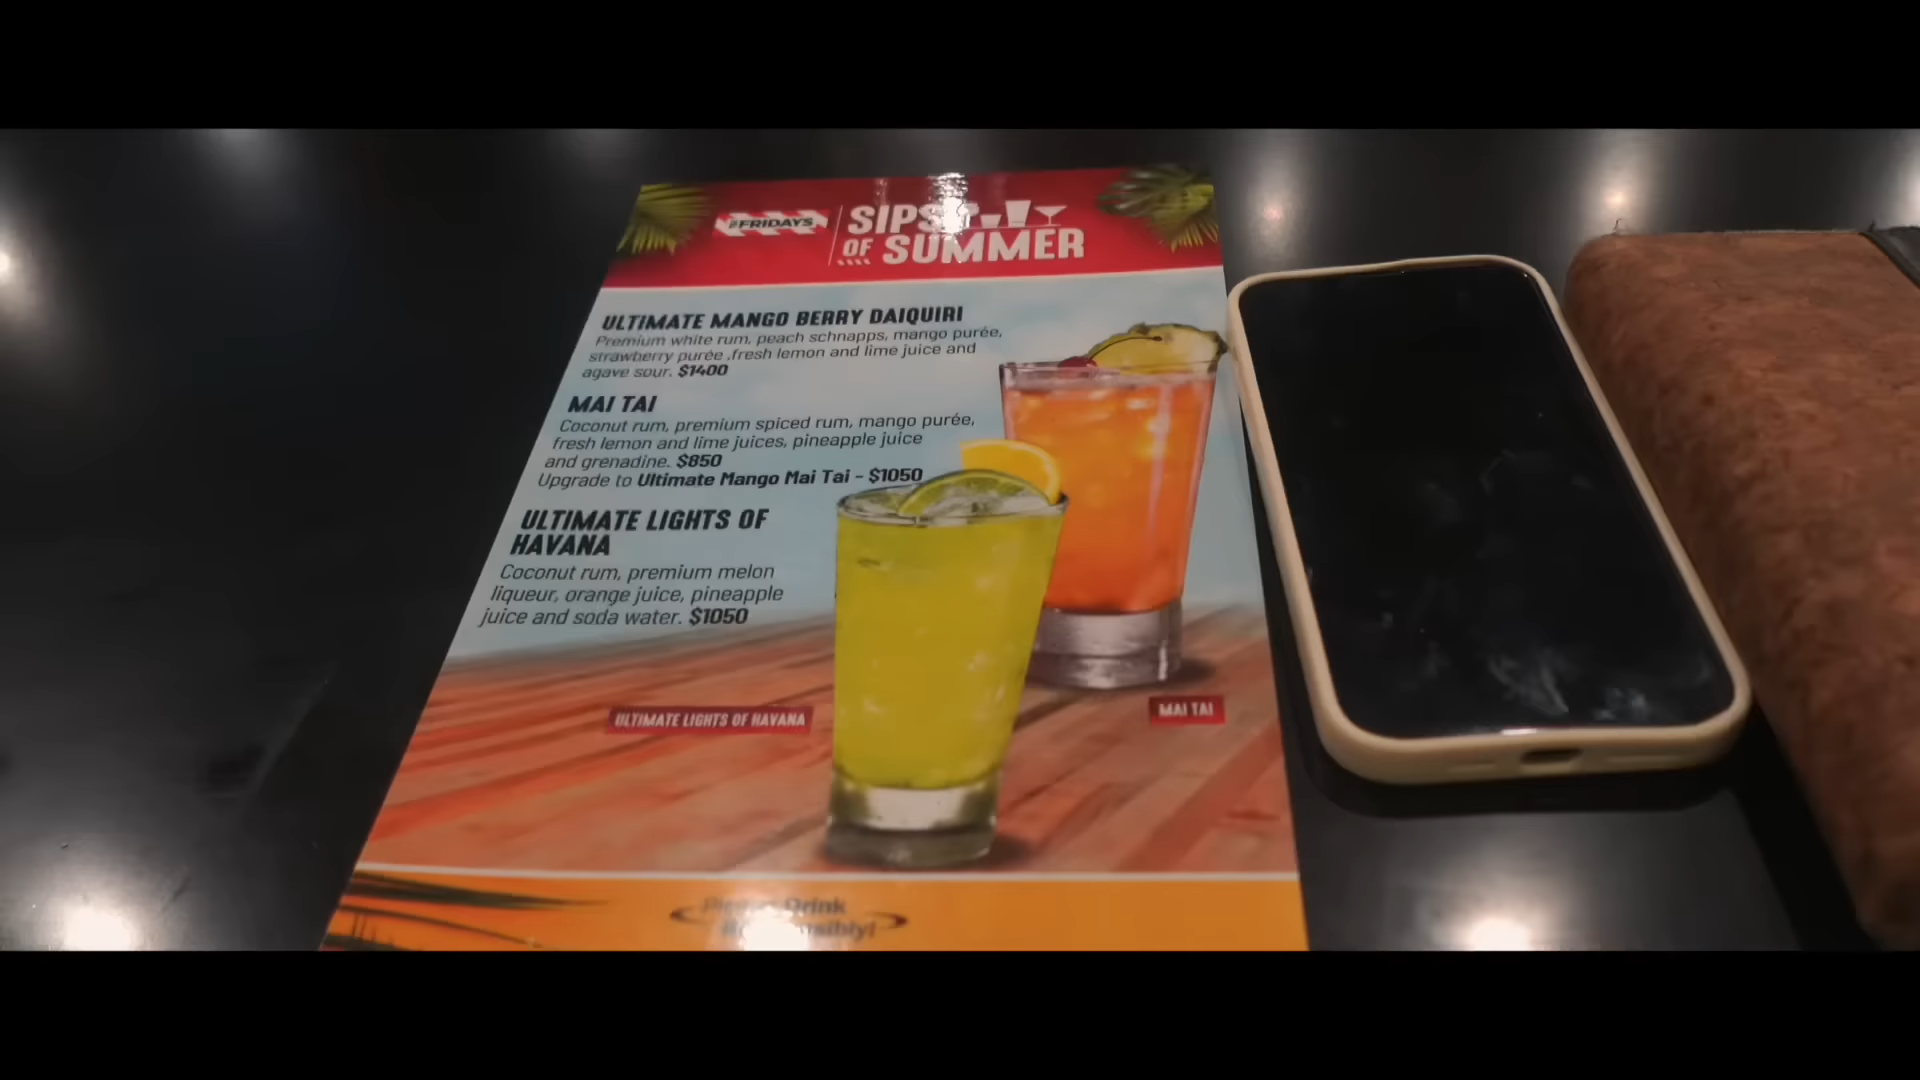 FRIDAYS
SIPS
OF SUMMER
ULTIMATE MANGO BERRY DAIQUIRI
Premium white rum, peach schnapps, mango purée,
strawberry purée ,fresh lemon and lime juice and
agave sour. $1400
MAI TAI
Coconut rum, premium spiced rum, mango purée,
fresh lemon and lime juices, pineapple juice
and grenadine. $850
Upgrade to Ultimate Mango Mai Tai - $1050
ULTIMATE LIGHTS OF
HAVANA
Coconut rum, premium melon
liqueur, orange juice, pineapple
juice and soda water. $1050
ULTIMATE LIGHTS OF HAVANA
MAI TAI
Drink